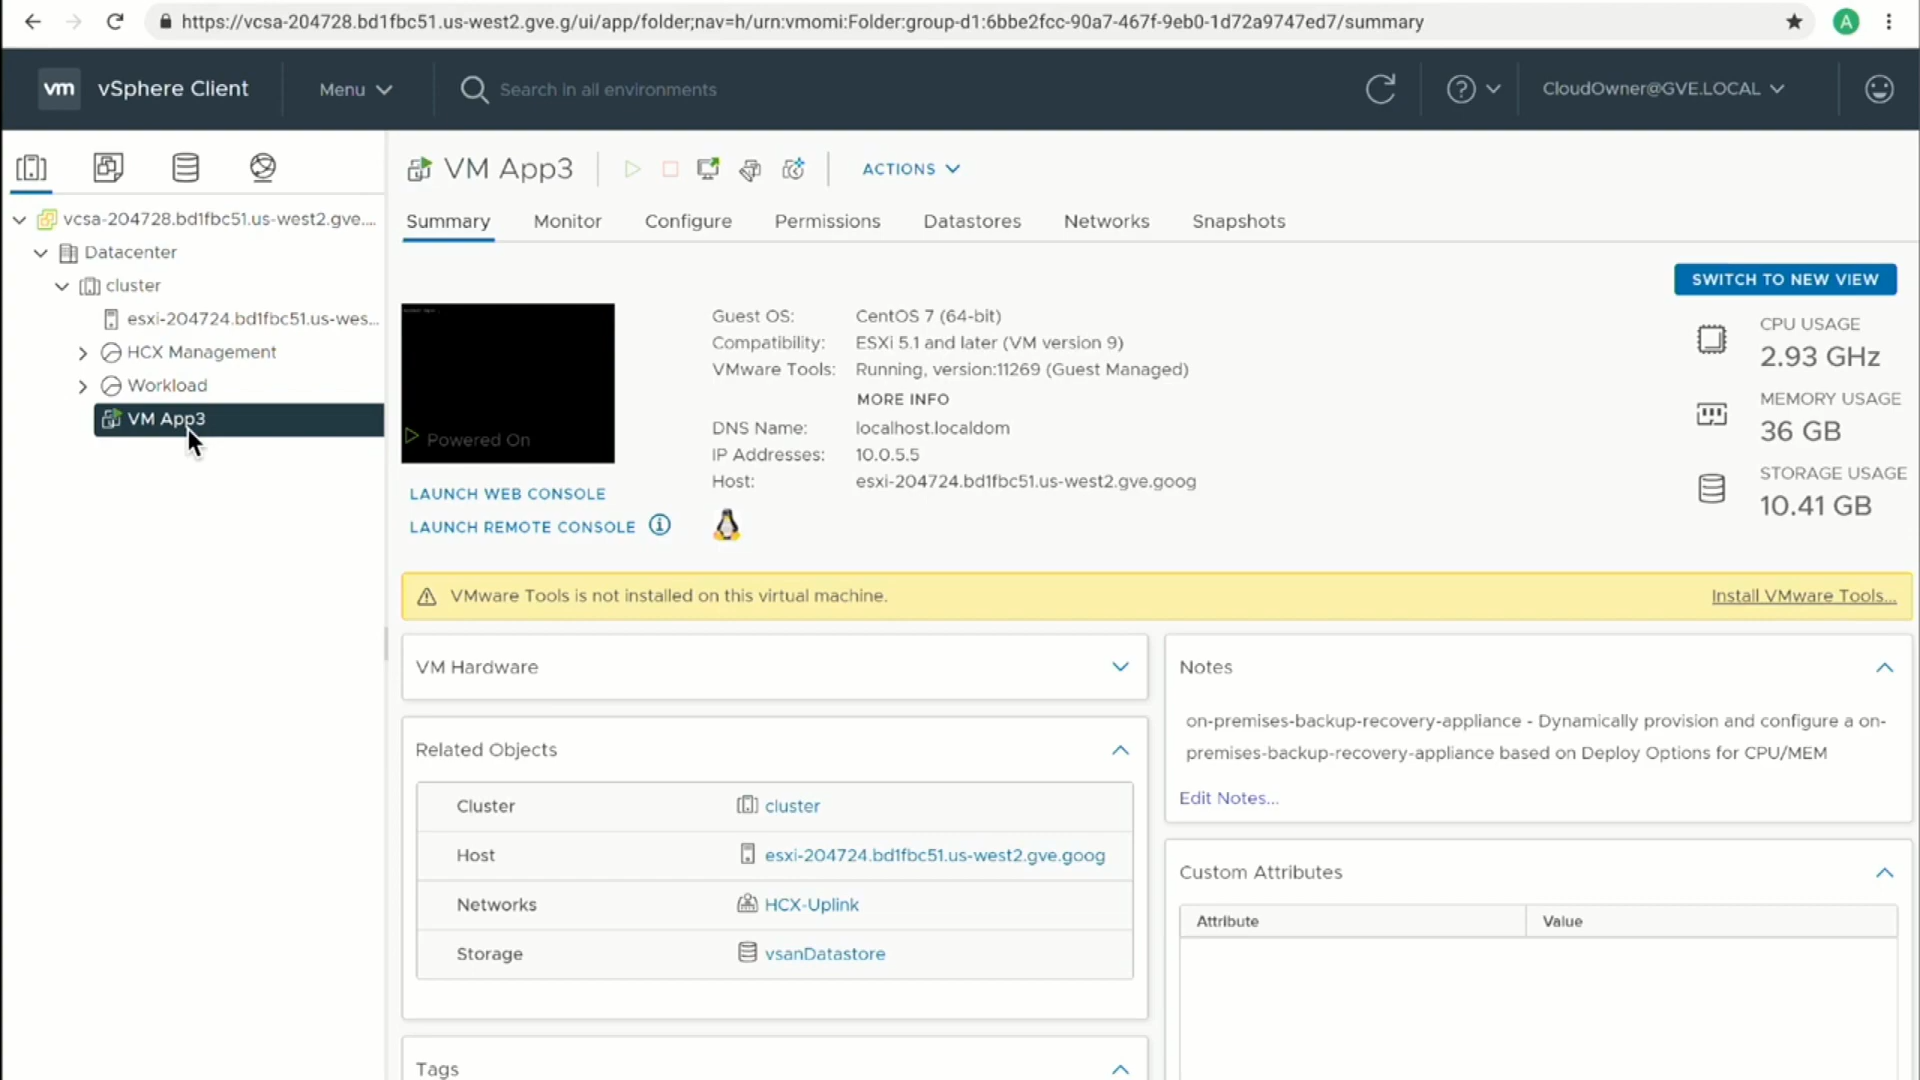 https://vcsa-204728.bd1fbc51.us-west2.gve.g/ui/app/folder;nav=h/urn:vmomi:Folder:group-d1:6bbe2fcc-90a7-467f-9eb0-1d72a9747ed7/summary
A
vm vSphere Client
Menu
Search in all environments
CloudOwner@GVE.LOCAL
vcsa-204728.bd1fbc51.us-west2.gve....
Datacenter
cluster
esxi-204724.bd1fbc51.us-wes...
HCX Management
Workload
VM App3
VM App3
ACTIONS
Summary Monitor Configure Permissions Datastores Networks Snapshots
SWITCH TO NEW VIEW
Powered On
LAUNCH WEB CONSOLE
LAUNCH REMOTE CONSOLE
Guest OS: CentOS 7 (64-bit)
Compatibility: ESXi 5.1 and later (VM version 9)
VMware Tools: Running, version:11269 (Guest Managed)
MORE INFO
DNS Name: localhost.localdom
IP Addresses: 10.0.5.5
Host: esxi-204724.bd1fbc51.us-west2.gve.goog
CPU USAGE
2.93 GHz
MEMORY USAGE
36 GB
STORAGE USAGE
10.41 GB
VMware Tools is not installed on this virtual machine. Install VMware Tools...
VM Hardware
Related Objects
Cluster cluster
Host esxi-204724.bd1fbc51.us-west2.gve.goog
Networks HCX-Uplink
Storage vsanDatastore
Tags
Notes
on-premises-backup-recovery-appliance - Dynamically provision and configure a on-
premises-backup-recovery-appliance based on Deploy Options for CPU/MEM
Edit Notes...
Custom Attributes
Attribute Value